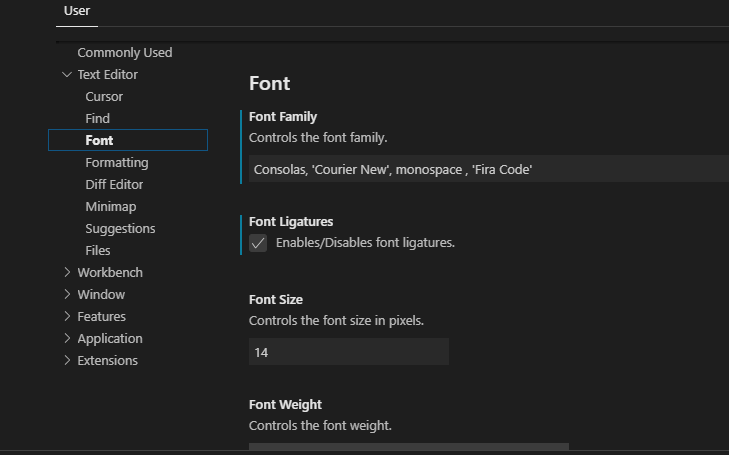 User
Commonly Used
Text Editor
Cursor
Find
Font
Formatting
Diff Editor
Minimap
Suggestions
Files
Workbench
Window
Features
Application
Extensions
Font
Font Family
Controls the font family.
Consolas, 'Courier New', monospace , 'Fira Code'
Font Ligatures
Enables/Disables font ligatures.
Font Size
Controls the font size in pixels.
14
Font Weight
Controls the font weight.